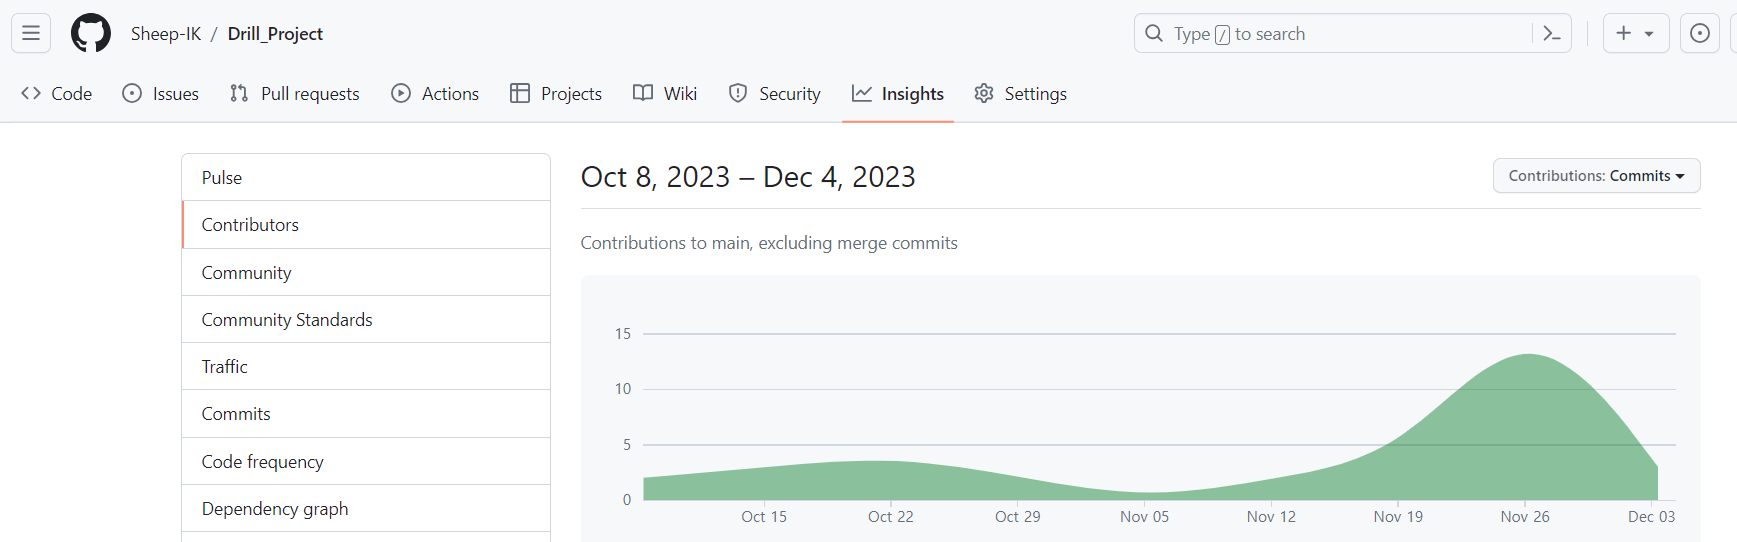 Sheep-IK / Drill_Project
Type / to search
Code Issues Pull requests Actions Projects Wiki Security Insights Settings
Pulse
Contributors
Community
Community Standards
Traffic
Commits
Code frequency
Dependency graph
Oct 8, 2023 – Dec 4, 2023
Contributions: Commits
Contributions to main, excluding merge commits
15
10
5
0
Oct 15 Oct 22 Oct 29 Nov 05 Nov 12 Nov 19 Nov 26 Dec 03